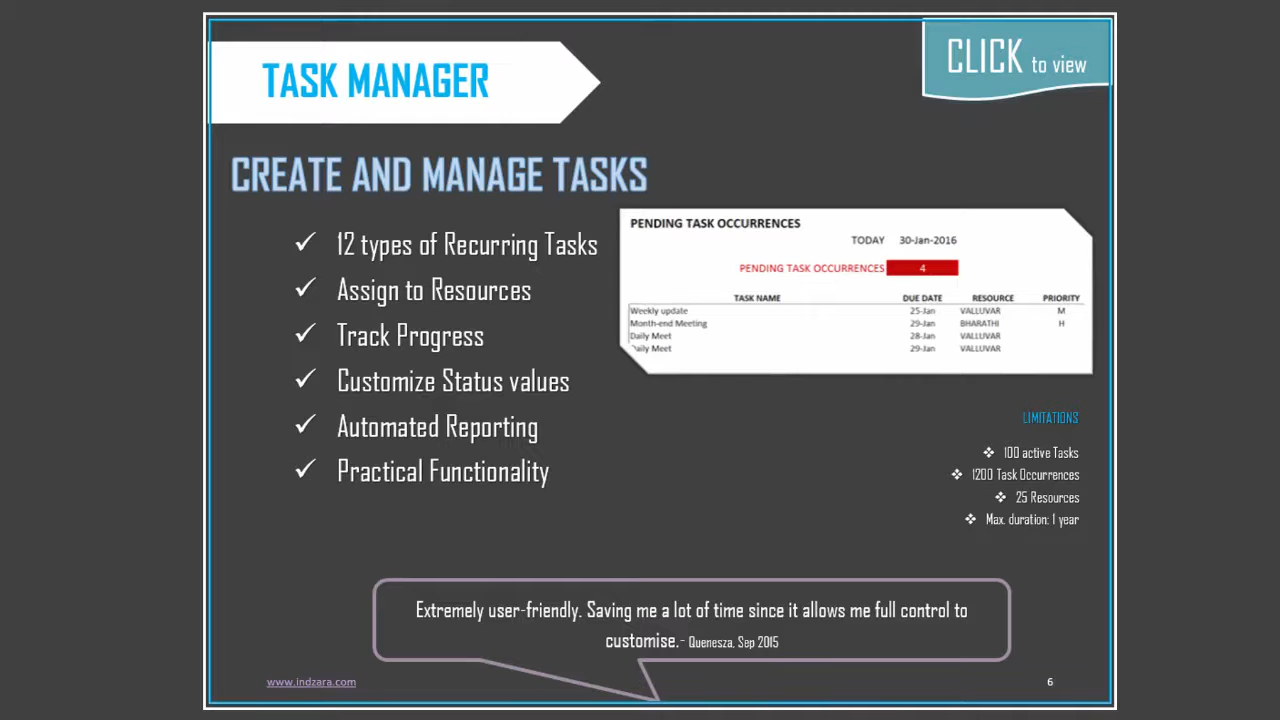 TASK MANAGER
CLICK to view
CREATE AND MANAGE TASKS
✓ 12 types of Recurring Tasks
✓ Assign to Resources
✓ Track Progress
✓ Customize Status values
✓ Automated Reporting
✓ Practical Functionality
PENDING TASK OCCURRENCES
TODAY 30-Jan-2016
PENDING TASK OCCURRENCES 4
TASK NAME DUE DATE RESOURCE PRIORITY
Weekly update 25-Jan VALLUVAR M
Month-end Meeting 29-Jan BHARATHI H
Daily Meet 28-Jan VALLUVAR
Daily Meet 29-Jan VALLUVAR
LIMITATIONS
❖ 100 active Tasks
❖ 1200 Task Occurrences
❖ 25 Resources
❖ Max. duration: 1 year
Extremely user-friendly. Saving me a lot of time since it allows me full control to
customise.- Quenesza, Sep 2015
www.indzara.com
6